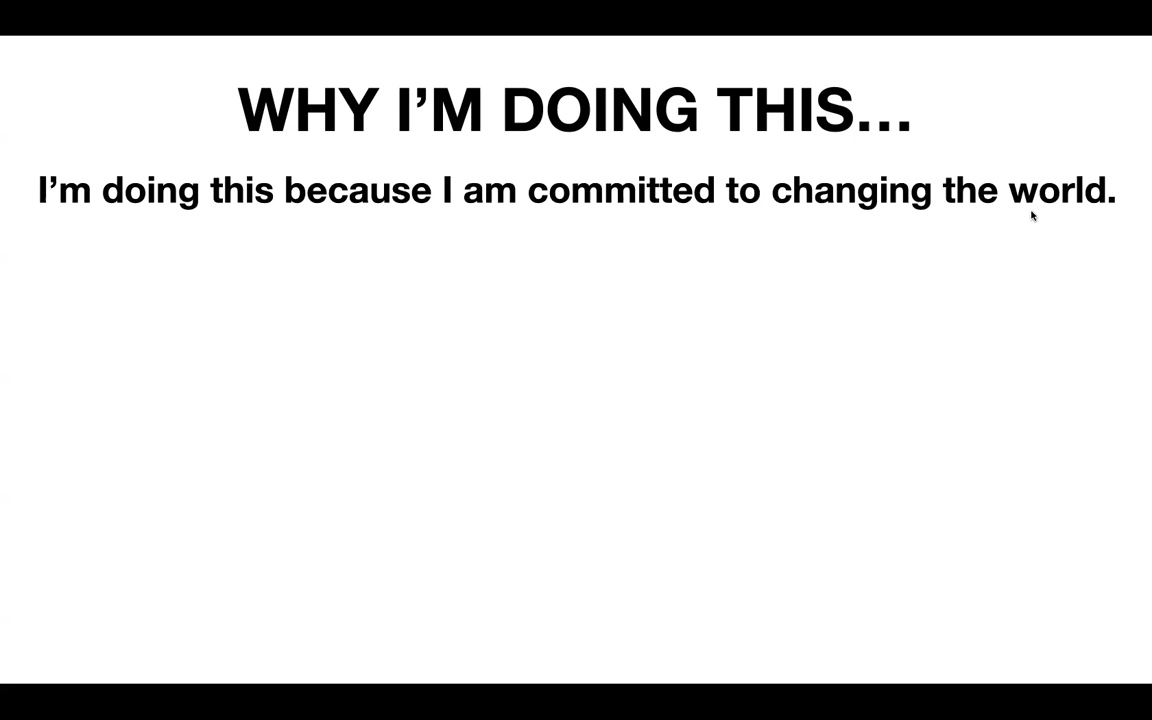 WHY I’M DOING THIS…
I’m doing this because I am committed to changing the world.